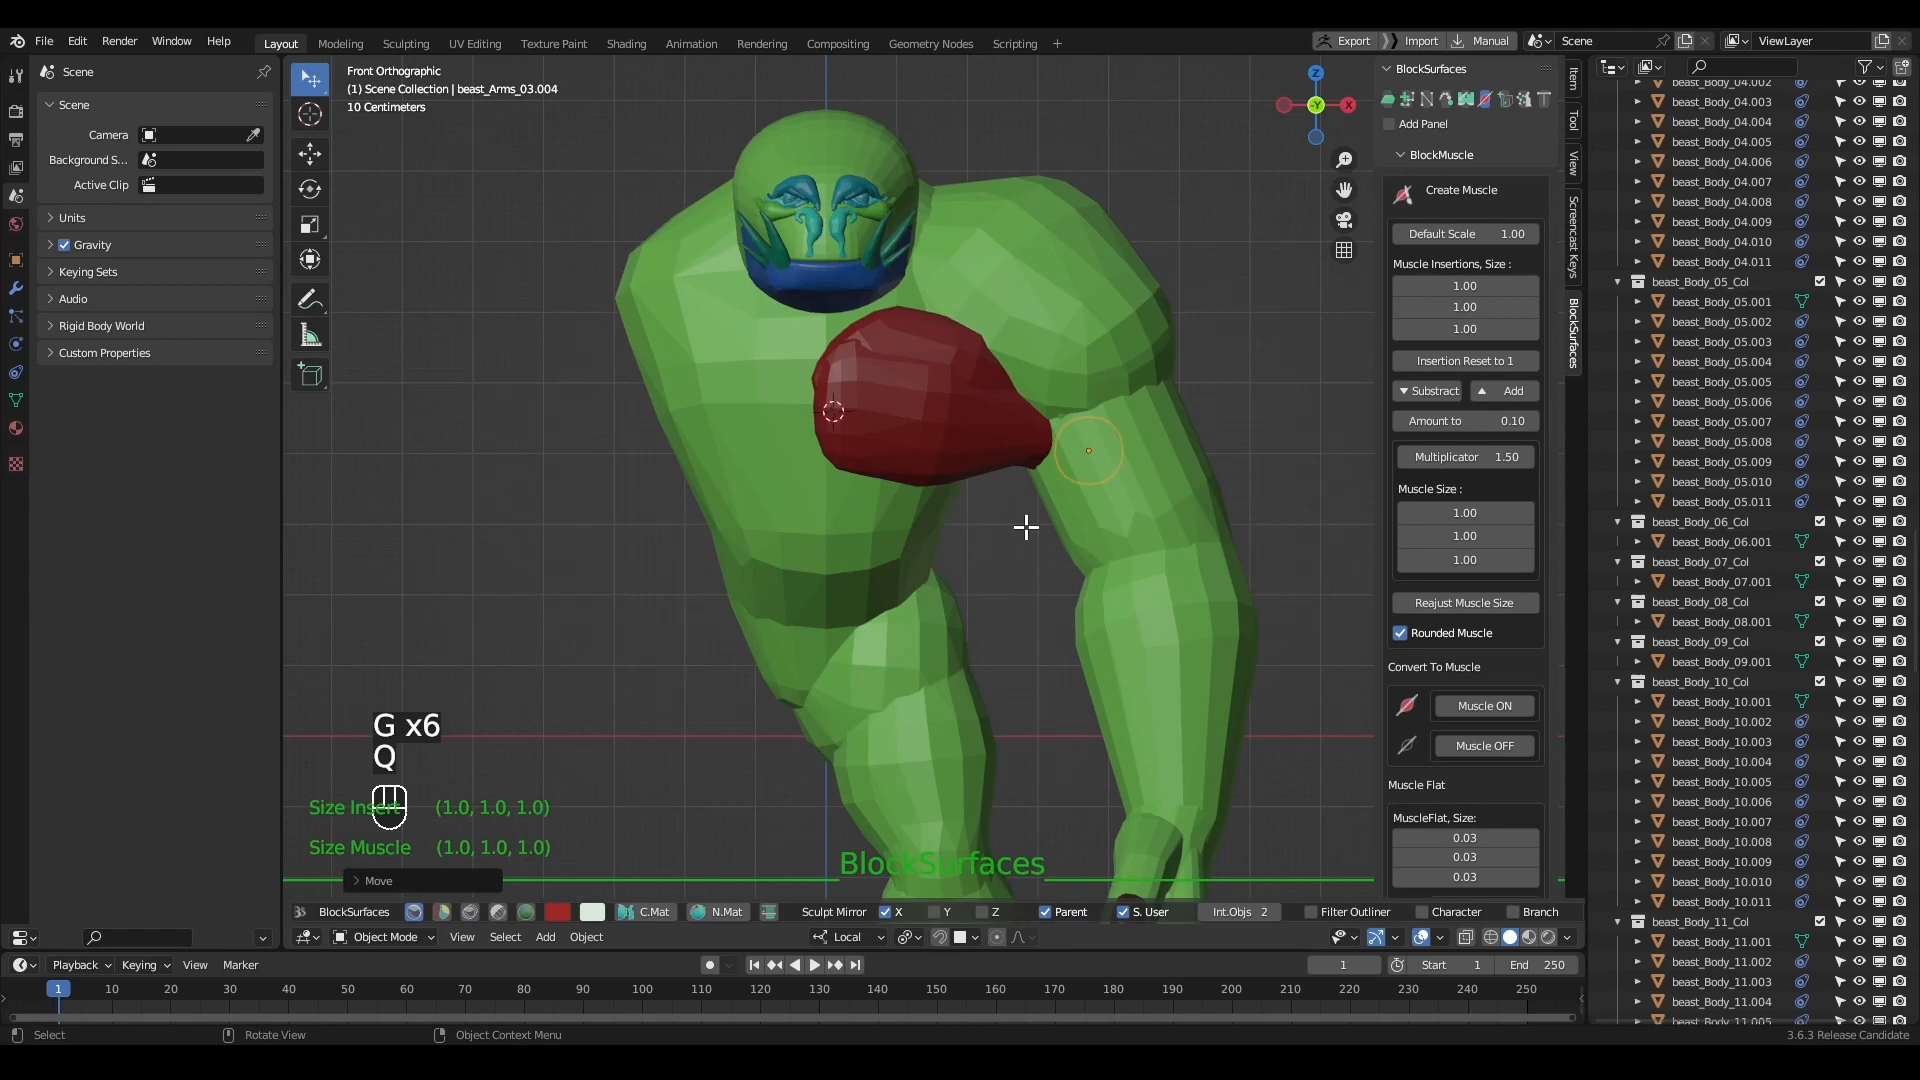 File Edit Render Window Help
Layout Modeling Sculpting UV Editing Texture Paint Shading Animation Rendering Compositing Geometry Nodes Scripting +
Export Import Manual Scene ViewLayer
Scene
Scene
Camera
Background S...
Active Clip
Units
Gravity
Keying Sets
Audio
Rigid Body World
Custom Properties
Front Orthographic
(1) Scene Collection | beast_Arms_03.004
10 Centimeters
Z
-Y
X
G x6
Q
Size Insert (1.0, 1.0, 1.0)
Size Muscle (1.0, 1.0, 1.0)
BlockSurfaces
Move
BlockSurfaces
Add Panel
BlockMuscle
Create Muscle
Default Scale 1.00
Muscle Insertions, Size :
1.00
1.00
1.00
Insertion Reset to 1
Substract Add
Amount to 0.10
Multiplicator 1.50
Muscle Size :
1.00
1.00
1.00
Reajust Muscle Size
Rounded Muscle
Convert To Muscle
Muscle ON
Muscle OFF
Muscle Flat
MuscleFlat, Size:
0.03
0.03
0.03
Item
Tool
View
Screencast Keys
BlockSurfaces
beast_Body_04.002
beast_Body_04.003
beast_Body_04.004
beast_Body_04.005
beast_Body_04.006
beast_Body_04.007
beast_Body_04.008
beast_Body_04.009
beast_Body_04.010
beast_Body_04.011
beast_Body_05_Col
beast_Body_05.001
beast_Body_05.002
beast_Body_05.003
beast_Body_05.004
beast_Body_05.005
beast_Body_05.006
beast_Body_05.007
beast_Body_05.008
beast_Body_05.009
beast_Body_05.010
beast_Body_05.011
beast_Body_06_Col
beast_Body_06.001
beast_Body_07_Col
beast_Body_07.001
beast_Body_08_Col
beast_Body_08.001
beast_Body_09_Col
beast_Body_09.001
beast_Body_10_Col
beast_Body_10.001
beast_Body_10.002
beast_Body_10.003
beast_Body_10.004
beast_Body_10.005
beast_Body_10.006
beast_Body_10.007
beast_Body_10.008
beast_Body_10.009
beast_Body_10.010
beast_Body_10.011
beast_Body_11_Col
beast_Body_11.001
beast_Body_11.002
beast_Body_11.003
beast_Body_11.004
beast_Body_11.005
BlockSurfaces C.Mat N.Mat Sculpt Mirror X Y Z Parent S. User Int.Objs 2 Filter Outliner Character Branch
Object Mode View Select Add Object Local
Playback Keying View Marker 1 Start 1 End 250
1 10 20 30 40 50 60 70 80 90 100 110 120 130 140 150 160 170 180 190 200 210 220 230 240 250
Select Rotate View Object Context Menu 3.6.3 Release Candidate